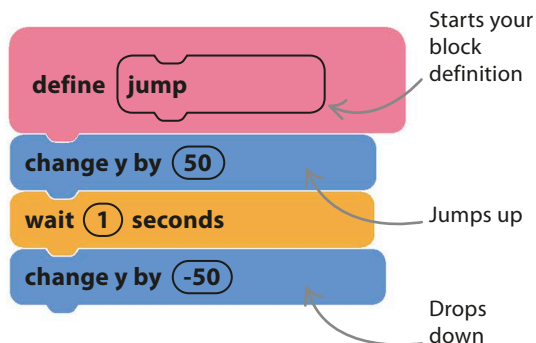 Starts your
block
definition
define jump
change y by 50
wait 1 seconds
Jumps up
change y by -50
Drops
down